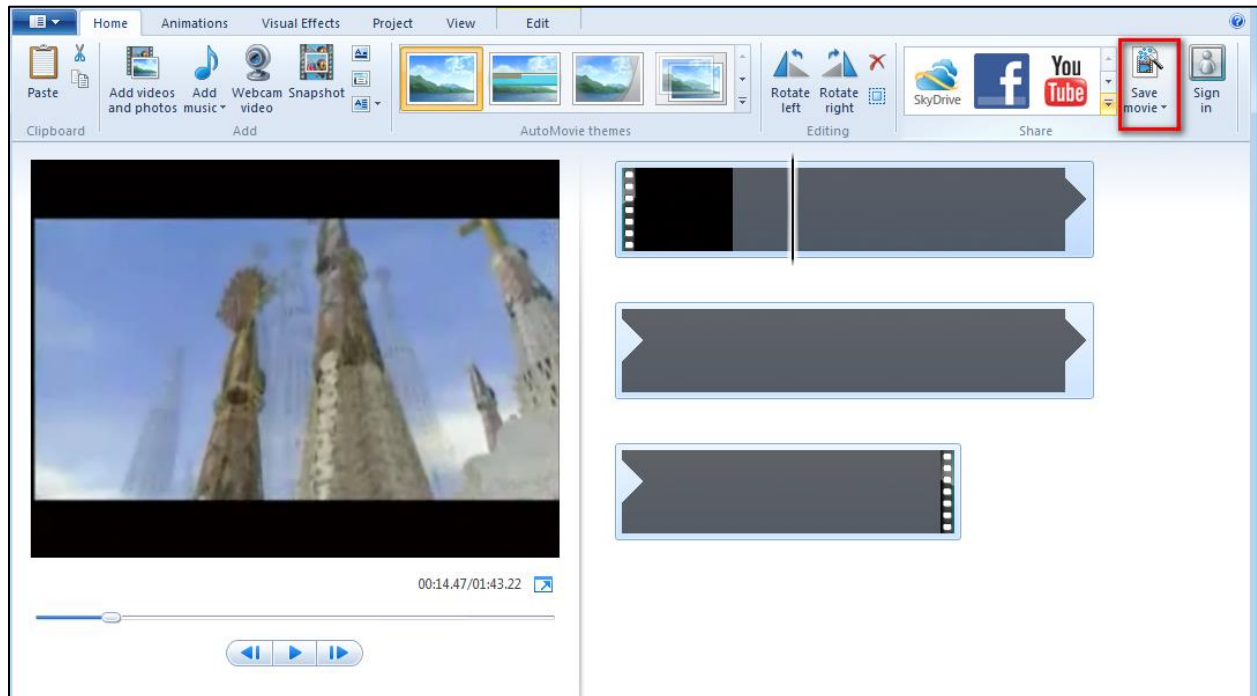 Home Animations Visual Effects Project View Edit
Paste
Add videos and photos
Add music
Webcam video
Snapshot
Rotate left
Rotate right
SkyDrive
f
You Tube
Save movie
Sign in
Clipboard Add AutoMovie themes Editing Share
00:14.47/01:43.22